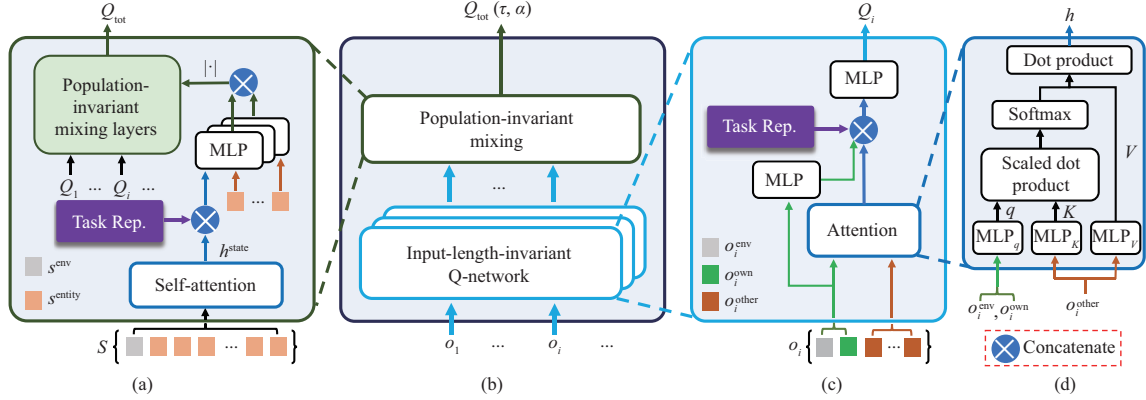 Q_tot
Population-
invariant
mixing layers
|·|
MLP
Q_1 ... Q_i ...
Task Rep.
h^state
s^env
s^entity
...
Self-attention
S { ... }
(a)
Q_tot (τ, α)
Population-invariant
mixing
...
Input-length-invariant
Q-network
o_1 ... o_i ...
(b)
Q_i
MLP
Task Rep.
MLP
Attention
o_i^env
o_i^own
o_i^other
o_i { ... }
(c)
h
Dot product
Softmax
V
Scaled dot
product
q K
MLP_q MLP_K MLP_V
o_i^env, o_i^own o_i^other
Concatenate
(d)